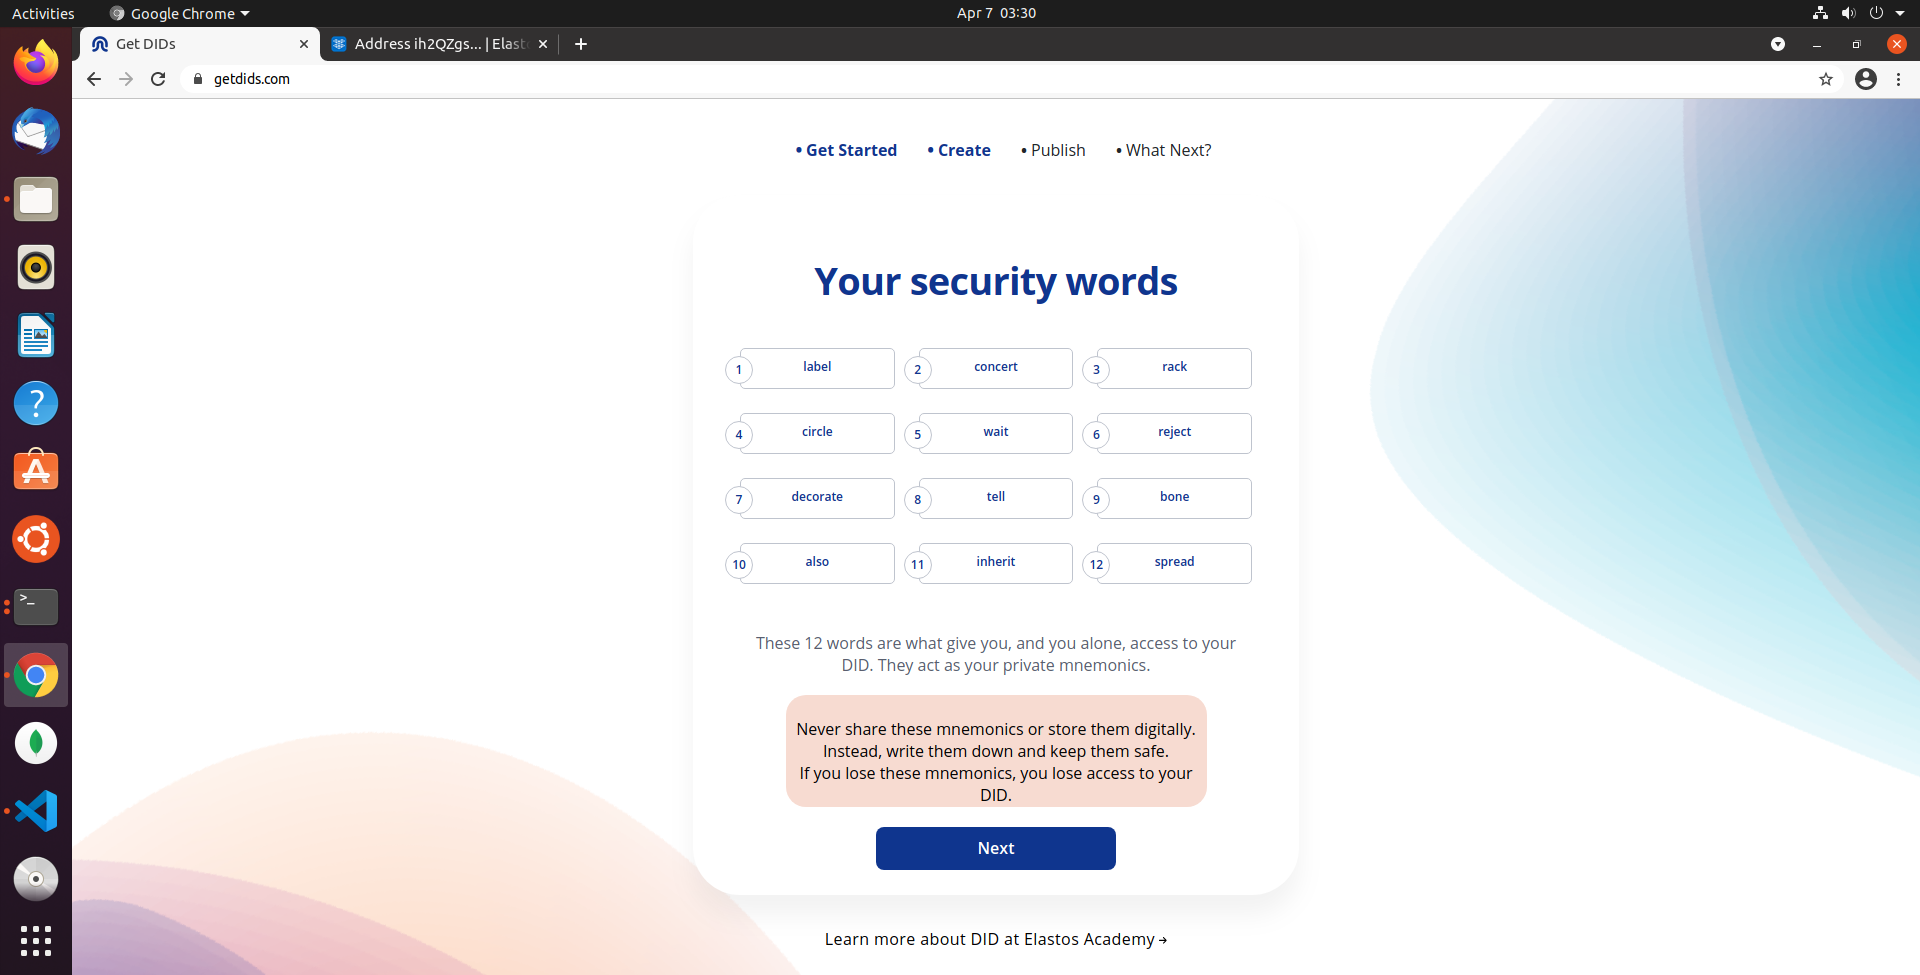 Activities
Google Chrome
Apr 7 03:30
Get DIDs
Address ih2QZgs... | Elast
getdids.com
• Get Started • Create • Publish • What Next?
Your security words
1 label 2 concert 3 rack
4 circle 5 wait 6 reject
7 decorate 8 tell 9 bone
10 also 11 inherit 12 spread
These 12 words are what give you, and you alone, access to your
DID. They act as your private mnemonics.
Never share these mnemonics or store them digitally.
Instead, write them down and keep them safe.
If you lose these mnemonics, you lose access to your
DID.
Next
Learn more about DID at Elastos Academy →